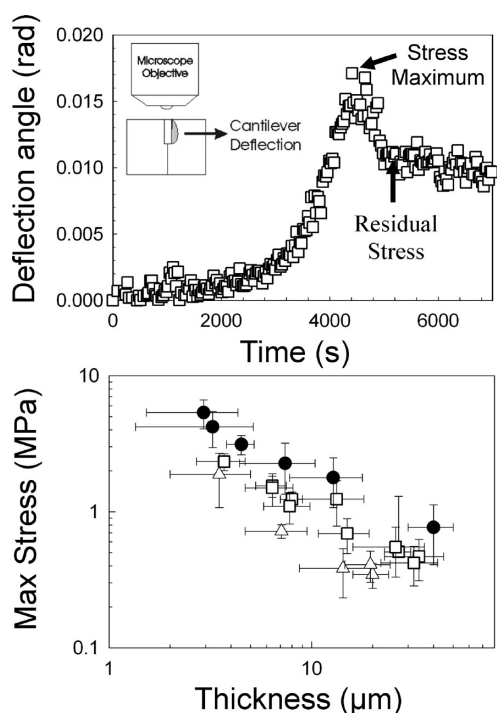 0.020
0.015
0.010
0.005
0.000
Deflection angle (rad)
Microscope
Objective
Cantilever
Deflection
Stress
Maximum
Residual
Stress
0 2000 4000 6000
Time (s)
10
1
0.1
Max Stress (MPa)
1 10
Thickness (µm)